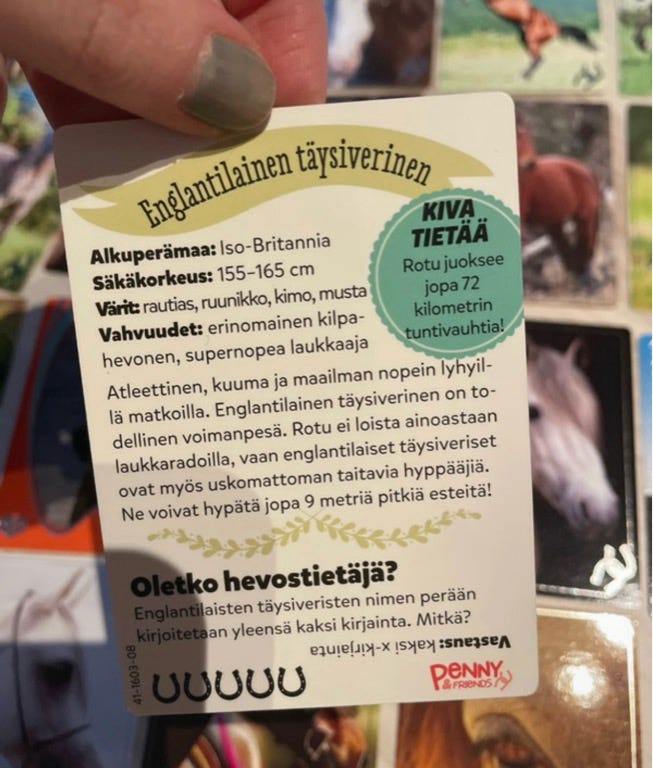 Englantilainen täysiverinen
Alkuperämaa: Iso-Britannia
Säkäkorkeus: 155-165 cm
Värit: rautias, ruunikko, kimo, musta
Vahvuudet: erinomainen kilpa-
hevonen, supernopea laukkaaja
KIVA
TIETÄÄ
Rotu juoksee
jopa 72
kilometrin
tuntivauhtia!
Atleettinen, kuuma ja maailman nopein lyhyil-
lä matkoilla. Englantilainen täysiverinen on to-
dellinen voimanpesä. Rotu ei loista ainoastaan
laukkaradoilla, vaan englantilaiset täysiveriset
ovat myös uskomattoman taitavia hyppääjiä.
Ne voivat hypätä jopa 9 metriä pitkiä esteitä!
Oletko hevostietäjä?
Englantilaisten täysiveristen nimen perään
kirjoitetaan yleensä kaksi kirjainta. Mitkä?
Vastaus: Kaksi x-kirjainta
41-1603-08
PENNY
& FRIENDS